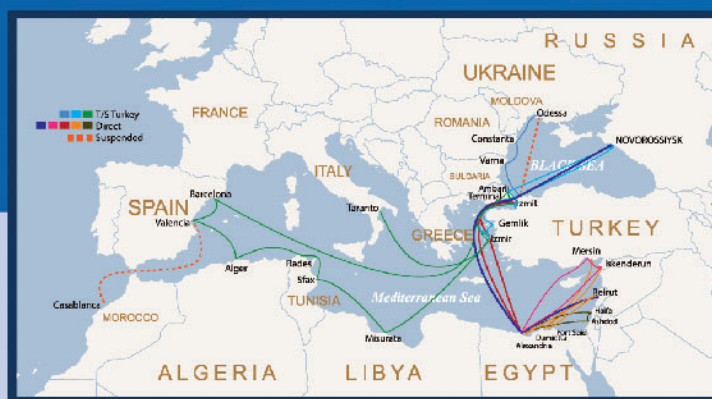 RUSSIA
UKRAINE
MOLDOVA
Odessa
T/S Turkey
Direct
Suspended
FRANCE
ROMANIA
Constanta
NOVOROSSIYSK
Varna
BLACK SEA
ITALY
BULGARIA
Barcelona
Ambarlı
Terminal
Izmit
SPAIN
Taranto
Gemlik
TURKEY
Valencia
GREECE
Izmir
Mersin
Iskenderun
Alger
Rades
Sfax
Beirut
Casablanca
TUNISIA
Mediterranean Sea
Haifa
Ashdod
MOROCCO
Port Said
Damietta
Alexandria
Misurata
ALGERIA
LIBYA
EGYPT